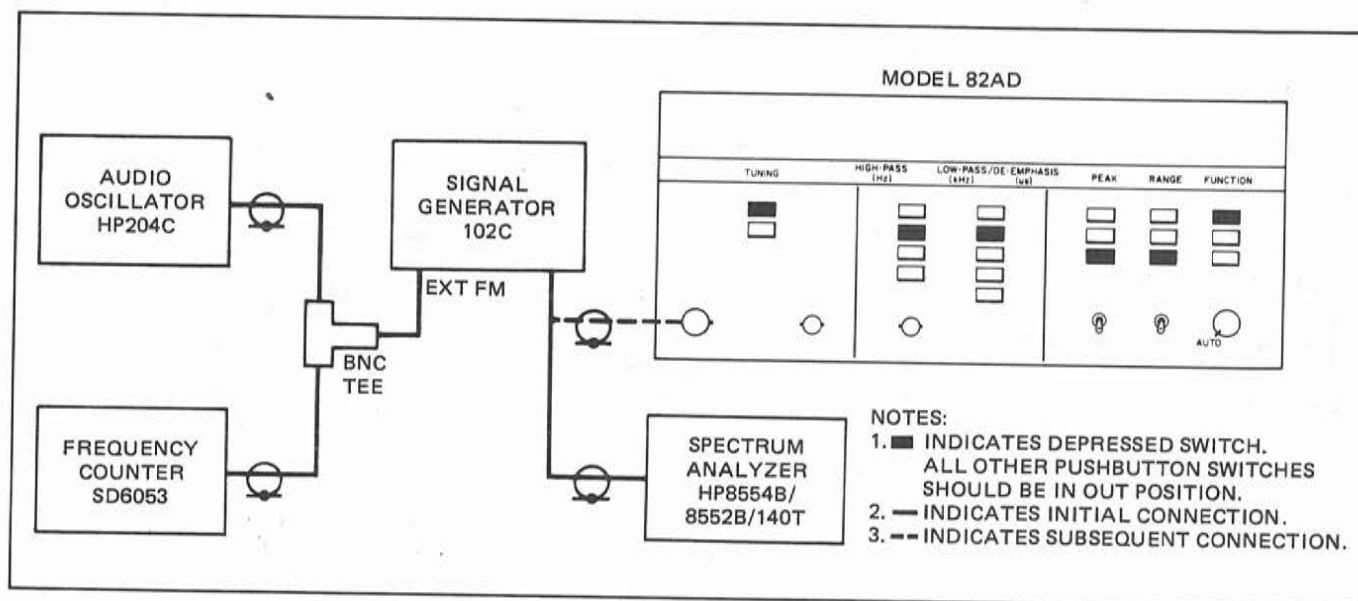 MODEL 82AD
AUDIO
OSCILLATOR
HP204C
SIGNAL
GENERATOR
102C
EXT FM
BNC
TEE
FREQUENCY
COUNTER
SD6053
SPECTRUM
ANALYZER
HP8554B/
8552B/140T
TUNING
HIGH-PASS
(Hz)
LOW-PASS/DE-EMPHASIS
(kHz) (us)
PEAK
RANGE
FUNCTION
AUTO
NOTES:
1. INDICATES DEPRESSED SWITCH.
ALL OTHER PUSHBUTTON SWITCHES
SHOULD BE IN OUT POSITION.
2. INDICATES INITIAL CONNECTION.
3. INDICATES SUBSEQUENT CONNECTION.